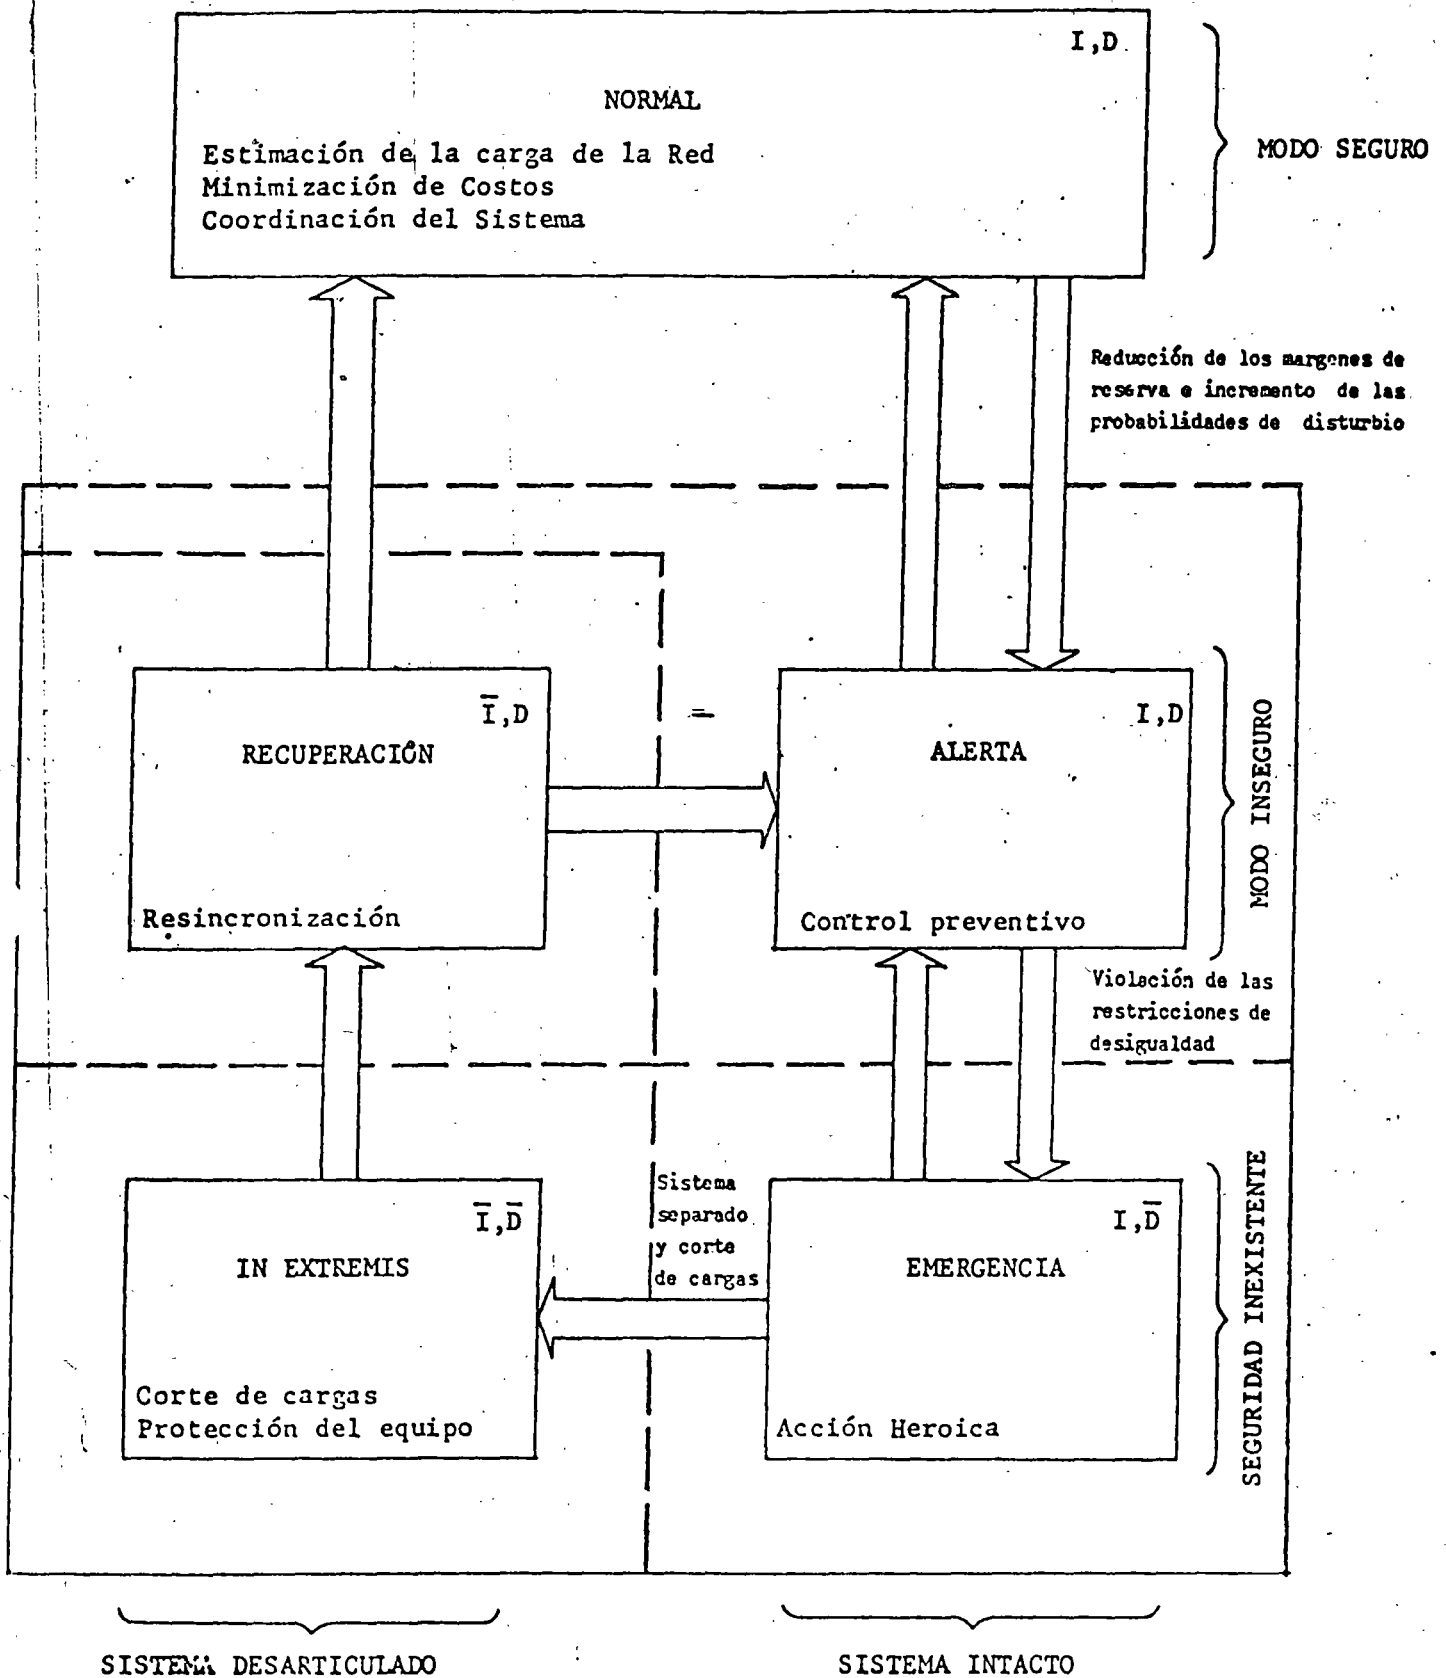 I,D
NORMAL
Estimación de la carga de la Red
Minimización de Costos
Coordinación del Sistema
MODO SEGURO
Reducción de los margenes de
reserva e incremento de las
probabilidades de disturbio
I̅,D
RECUPERACIÓN
Resincronización
I,D
ALERTA
Control preventivo
MODO INSEGURO
Violación de las
restricciones de
desigualdad
I̅,D̅
IN EXTREMIS
Corte de cargas
Protección del equipo
Sistema
separado
y corte
de cargas
I,D̅
EMERGENCIA
Acción Heroica
SEGURIDAD INEXISTENTE
SISTEMA DESARTICULADO
SISTEMA INTACTO